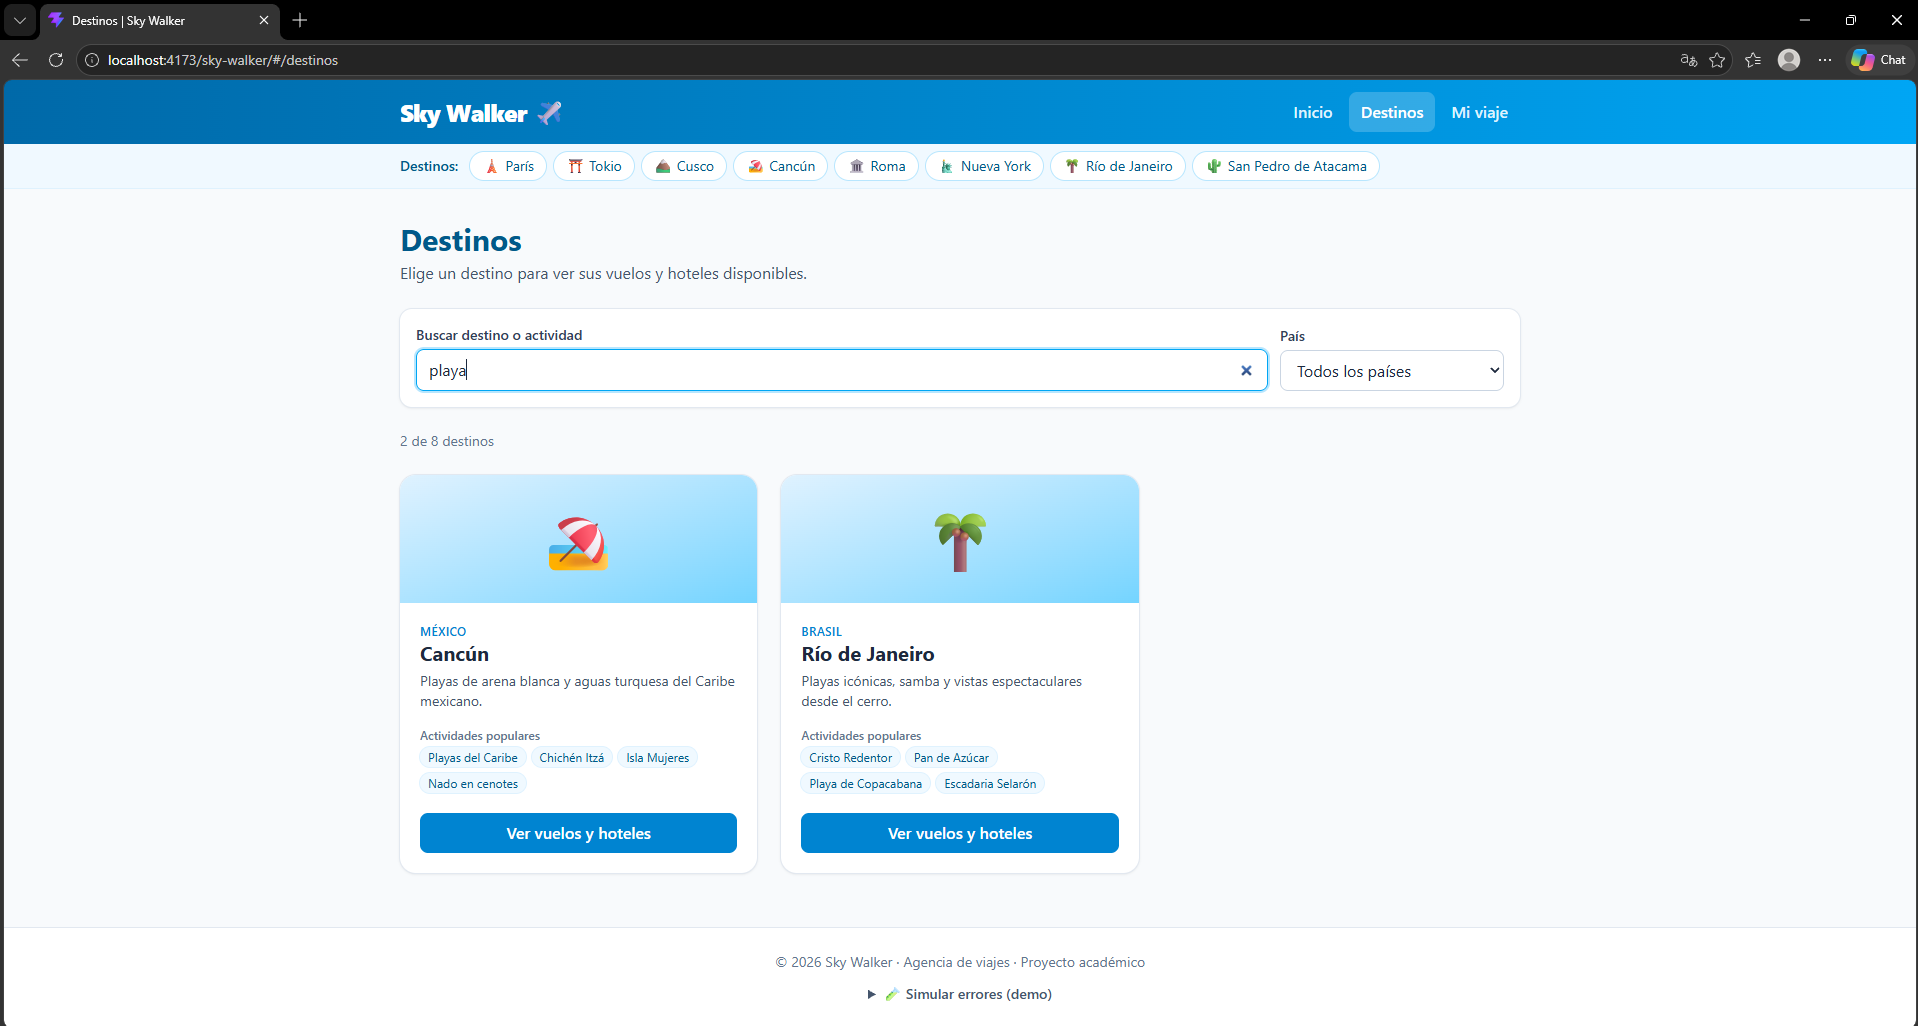 Destinos | Sky Walker
localhost:4173/sky-walker/#/destinos
Chat
Sky Walker
Inicio
Destinos
Mi viaje
Destinos:
París
Tokio
Cusco
Cancún
Roma
Nueva York
Río de Janeiro
San Pedro de Atacama
Destinos
Elige un destino para ver sus vuelos y hoteles disponibles.
Buscar destino o actividad
playa
País
Todos los países
2 de 8 destinos
MÉXICO
Cancún
Playas de arena blanca y aguas turquesa del Caribe
mexicano.
Actividades populares
Playas del Caribe
Chichén Itzá
Isla Mujeres
Nado en cenotes
Ver vuelos y hoteles
BRASIL
Río de Janeiro
Playas icónicas, samba y vistas espectaculares
desde el cerro.
Actividades populares
Cristo Redentor
Pan de Azúcar
Playa de Copacabana
Escadaria Selarón
Ver vuelos y hoteles
© 2026 Sky Walker · Agencia de viajes · Proyecto académico
Simular errores (demo)